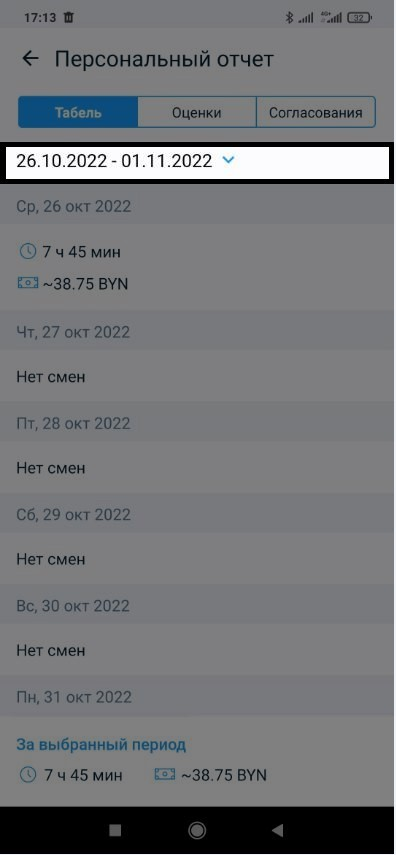 17:13
32
Персональный отчет
Табель Оценки Согласования
26.10.2022 - 01.11.2022
Ср, 26 окт 2022
7 ч 45 мин
~38.75 BYN
Чт, 27 окт 2022
Нет смен
Пт, 28 окт 2022
Нет смен
Сб, 29 окт 2022
Нет смен
Вс, 30 окт 2022
Нет смен
Пн, 31 окт 2022
За выбранный период
7 ч 45 мин ~38.75 BYN